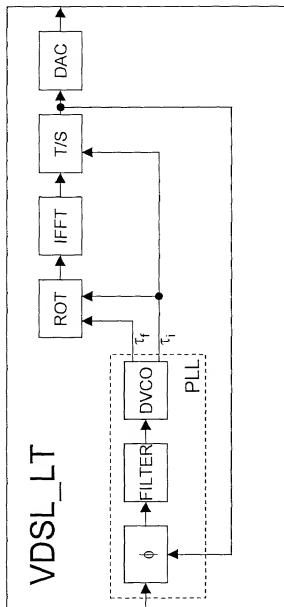 VDSL_LT
ROT
IFFT
T/S
DAC
τf
τi
ϕ
FILTER
DVCO
PLL